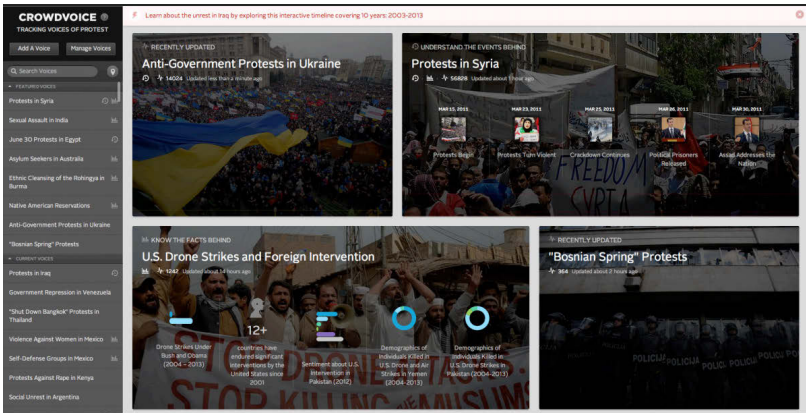 CROWDVOICE
TRACKING VOICES OF PROTEST
Add A Voice
Manage Voices
Search Voices
FEATURED VOICES
Protests in Syria
Sexual Assault in India
June 30 Protests in Egypt
Asylum Seekers in Australia
Ethnic Cleansing of the Rohingya in
Burma
Native American Reservations
Anti-Government Protests in Ukraine
"Bosnian Spring" Protests
CURRENT VOICES
Protests in Iraq
Government Repression in Venezuela
"Shut Down Bangkok" Protests in
Thailand
Violence Against Women in Mexico
Self-Defense Groups in Mexico
Protests Against Rape in Kenya
Social Unrest in Argentina
Learn about the unrest in Iraq by exploring this interactive timeline covering 10 years: 2003-2013
RECENTLY UPDATED
Anti-Government Protests in Ukraine
14024 Updated less than a minute ago
UNDERSTAND THE EVENTS BEHIND
Protests in Syria
56828 Updated about 1 hour ago
MAR 15, 2011
Protests Begin
MAR 23, 2011
Protests Turn Violent
MAR 25, 2011
Crackdown Continues
MAR 26, 2011
Political Prisoners
Released
MAR 30, 2011
Assad Addresses the
Nation
FREEDOM
SYRIA
KNOW THE FACTS BEHIND
U.S. Drone Strikes and Foreign Intervention
1242 Updated about 14 hours ago
Drone Strikes Under
Bush and Obama
(2004 – 2013)
12+
countries have
endured significant
interventions by the
United States since
2001
Sentiment about U.S.
Intervention in
Pakistan (2012)
Demographics of
Individuals Killed in
U.S. Drone and Air
Strikes in Yemen
(2004-2013)
Demographics of
Individuals Killed in
U.S. Drone Strikes in
Pakistan (2004-2013)
STOP KILLING MUSLIMS
RECENTLY UPDATED
"Bosnian Spring" Protests
364 Updated about 2 hours ago
POLICIJA
POLICIJA
POLICIJA